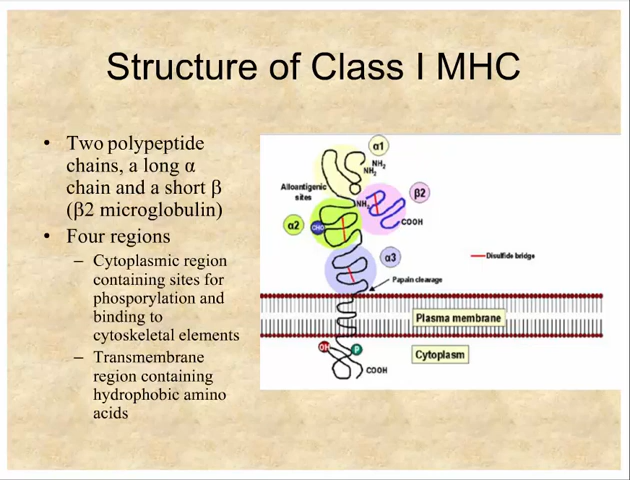 Structure of Class I MHC
• Two polypeptide
chains, a long α
chain and a short β
(β2 microglobulin)
• Four regions
– Cytoplasmic region
containing sites for
phosporylation and
binding to
cytoskeletal elements
– Transmembrane
region containing
hydrophobic amino
acids
α1
NH2
NH2
Alloantigenic
sites
β2
NH2
COOH
α2
CHO
α3
Disulfide bridge
Papain cleavage
Plasma membrane
OH
P
Cytoplasm
COOH